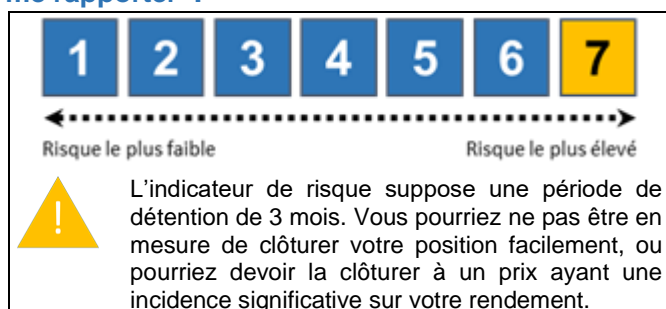 me rapporter ?
1 2 3 4 5 6 7
Risque le plus faible Risque le plus élevé
!
L'indicateur de risque suppose une période de
détention de 3 mois. Vous pourriez ne pas être en
mesure de clôturer votre position facilement, ou
pourriez devoir la clôturer à un prix ayant une
incidence significative sur votre rendement.